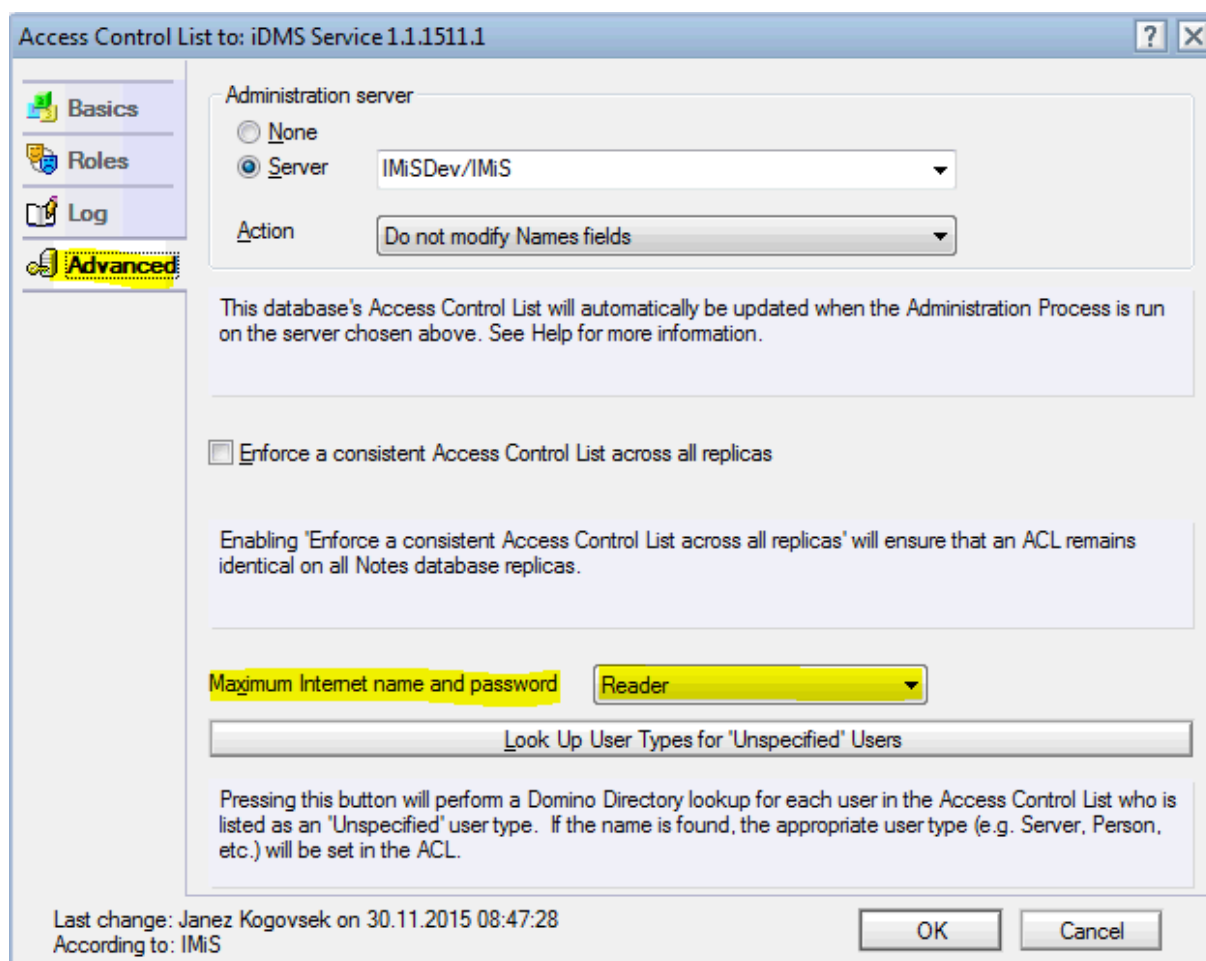 Access Control List to: iDMS Service 1.1.1511.1
?
Basics
Roles
Log
Advanced
Administration server
None
Server
IMiSDev/IMiS
Action
Do not modify Names fields
This database's Access Control List will automatically be updated when the Administration Process is run
on the server chosen above. See Help for more information.
Enforce a consistent Access Control List across all replicas
Enabling 'Enforce a consistent Access Control List across all replicas' will ensure that an ACL remains
identical on all Notes database replicas.
Maximum Internet name and password
Reader
Look Up User Types for 'Unspecified' Users
Pressing this button will perform a Domino Directory lookup for each user in the Access Control List who is
listed as an 'Unspecified' user type.  If the name is found, the appropriate user type (e.g. Server, Person,
etc.) will be set in the ACL.
Last change: Janez Kogovsek on 30.11.2015 08:47:28
According to: IMiS
OK
Cancel